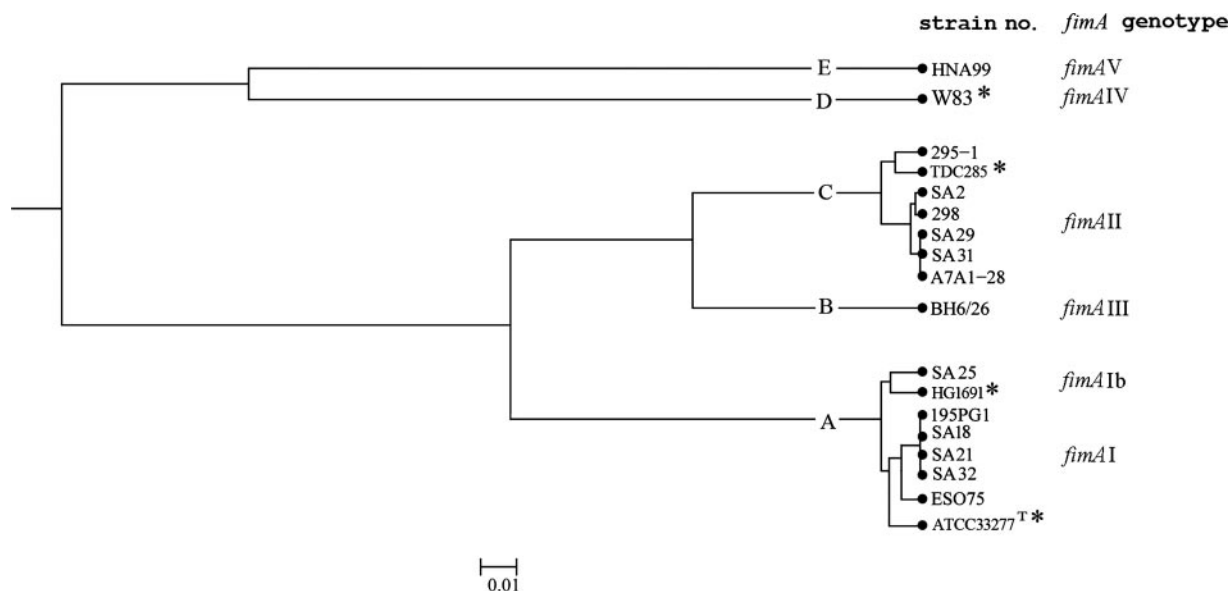 strain no. fimA genotype
E HNA99 fimAV
D W83* fimAIV
295-1
TDC285*
C SA2
298 fimAII
SA29
SA31
A7A1-28
B BH6/26 fimAIII
SA25 fimAIb
HG1691*
A 195PG1
SA18
SA21 fimAI
SA32
ESO75
ATCC33277T*
0.01